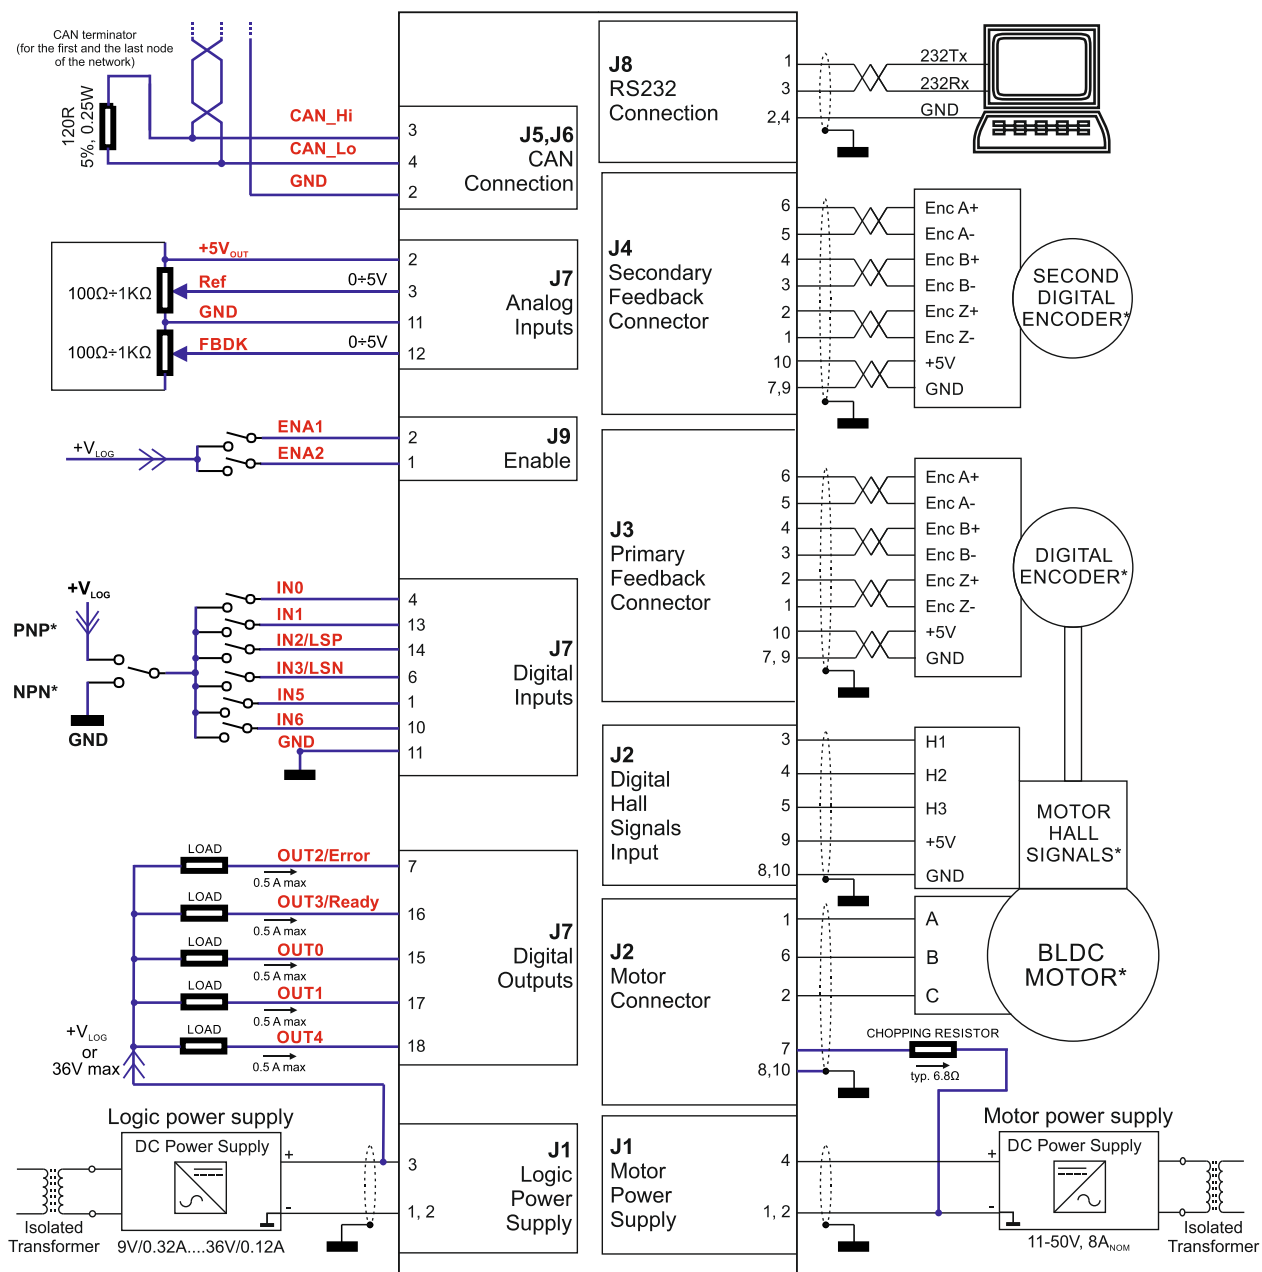 CAN terminator
(for the first and the last node
of the network)
120R
5%, 0.25W
CAN_Hi
CAN_Lo
GND
3
4
2
J5,J6
CAN
Connection
+5VOUT
Ref
0÷5V
GND
FBDK
0÷5V
100Ω÷1KΩ
100Ω÷1KΩ
2
3
11
12
J7
Analog
Inputs
+VLOG
ENA1
ENA2
2
1
J9
Enable
+VLOG
PNP*
NPN*
GND
IN0
IN1
IN2/LSP
IN3/LSN
IN5
IN6
GND
4
13
14
6
1
10
11
J7
Digital
Inputs
LOAD
OUT2/Error
0.5 A max
7
LOAD
OUT3/Ready
0.5 A max
16
LOAD
OUT0
0.5 A max
15
LOAD
OUT1
0.5 A max
17
LOAD
OUT4
0.5 A max
18
J7
Digital
Outputs
+VLOG
or
36V max
Logic power supply
DC Power Supply
+
-
Isolated
Transformer
9V/0.32A....36V/0.12A
3
1, 2
J1
Logic
Power
Supply
J8
RS232
Connection
1
3
2,4
232Tx
232Rx
GND
J4
Secondary
Feedback
Connector
6
5
4
3
2
1
10
7,9
Enc A+
Enc A-
Enc B+
Enc B-
Enc Z+
Enc Z-
+5V
GND
SECOND
DIGITAL
ENCODER*
J3
Primary
Feedback
Connector
6
5
4
3
2
1
10
7, 9
Enc A+
Enc A-
Enc B+
Enc B-
Enc Z+
Enc Z-
+5V
GND
DIGITAL
ENCODER*
J2
Digital
Hall
Signals
Input
3
4
5
9
8,10
H1
H2
H3
+5V
GND
MOTOR
HALL
SIGNALS*
J2
Motor
Connector
1
6
2
7
8,10
A
B
C
BLDC
MOTOR*
CHOPPING RESISTOR
typ. 6.8Ω
J1
Motor
Power
Supply
4
1, 2
Motor power supply
DC Power Supply
+
-
11-50V, 8ANOM
Isolated
Transformer